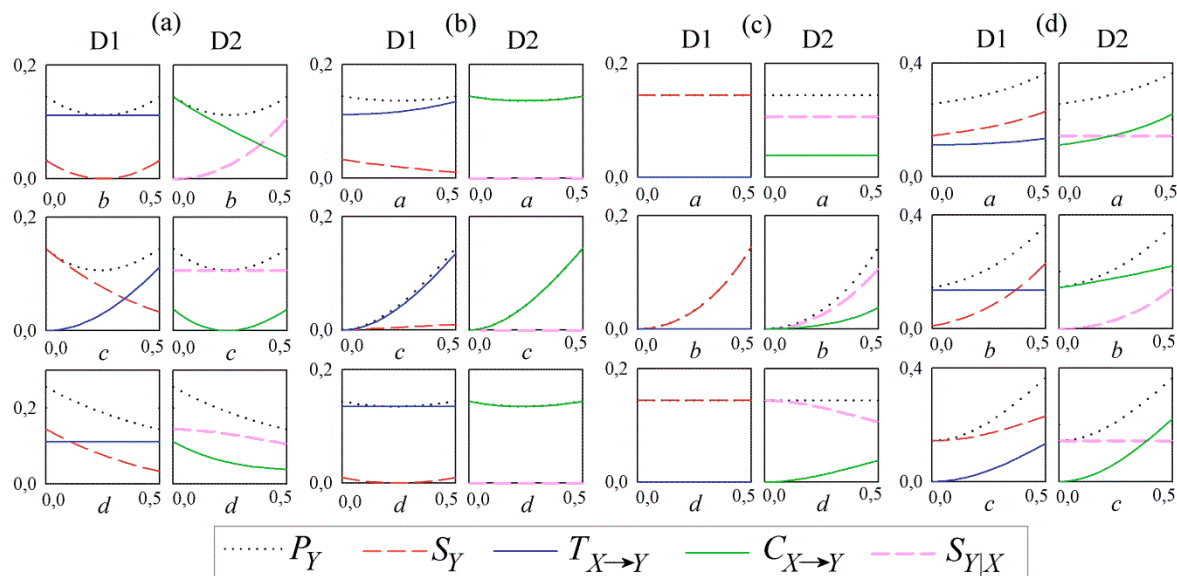 (a) (b) (c) (d)
D1 D2 D1 D2 D1 D2 D1 D2
0,2 0,2 0,2 0,4
0,0 0,0 0,0 0,0
0,0 b 0,5 0,0 b 0,5 0,0 a 0,5 0,0 a 0,5 0,0 a 0,5 0,0 a 0,5 0,0 a 0,5 0,0 a 0,5
0,2 0,2 0,2 0,4
0,0 0,0 0,0 0,0
0,0 c 0,5 0,0 c 0,5 0,0 c 0,5 0,0 c 0,5 0,0 b 0,5 0,0 b 0,5 0,0 b 0,5 0,0 b 0,5
0,2 0,2 0,2 0,4
0,0 0,0 0,0 0,0
0,0 d 0,5 0,0 d 0,5 0,0 d 0,5 0,0 d 0,5 0,0 d 0,5 0,0 d 0,5 0,0 c 0,5 0,0 c 0,5
P_Y S_Y T_{X→Y} C_{X→Y} S_{Y|X}